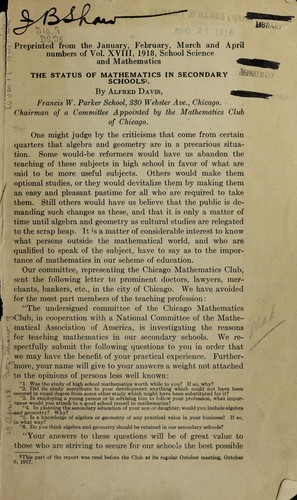 J B Shaw
LIBRARY
Preprinted from the January, February, March and April
numbers of Vol. XVIII, 1918, School Science
and Mathematics
THE STATUS OF MATHEMATICS IN SECONDARY
SCHOOLS¹.
By Alfred Davis,
Francis W. Parker School, 330 Webster Ave., Chicago.
Chairman of a Committee Appointed by the Mathematics Club
of Chicago.
One might judge by the criticisms that come from certain
quarters that algebra and geometry are in a precarious situa-
tion. Some would-be reformers would have us abandon the
teaching of these subjects in high school in favor of what are
said to be more useful subjects. Others would make them
optional studies, or they would devitalize them by making them
an easy and pleasant pastime for all who are required to take
them. Still others would have us believe that the public is de-
manding such changes as these, and that it is only a matter of
time until algebra and geometry as cultural studies are relegated
to the scrap heap. It is a matter of considerable interest to know
what persons outside the mathematical world, and who are
qualified to speak of the subject, have to say as to the impor-
tance of mathematics in our scheme of education.
Our committee, representing the Chicago Mathematics Club,
sent the following letter to prominent doctors, lawyers, mer-
chants, bankers, etc., in the city of Chicago. We have avoided
for the most part members of the teaching profession:
"The undersigned committee of the Chicago Mathematics
Club, in cooperation with a National Committee of the Mathe-
matical Association of America, is investigating the reasons
for teaching mathematics in our secondary schools. We re-
spectfully submit the following questions to you in order that
we may have the benefit of your practical experience. Further-
more, your name will give to your answers a weight not attached
to the opinions of persons less well known:
"1. Was the study of high school mathematics worth while to you? If so, why?
"2. Did its study contribute to your development anything which could not have been
secured in equal degree from some other study which might have been substituted for it?
"3. In employing a young person or in advising him to follow your profession, what impor-
tance would you attach to a good school record in mathematics?
"4. In planning the secondary education of your son or daughter, would you include algebra
and geometry? Why?
"5. Is a knowledge of algebra or geometry of any practical value in your business? If so,
in what way?
"6. Do you think algebra and geometry should be retained in our secondary schools?
"Your answers to these questions will be of great value to
those who are striving to secure for our schools the best possible
¹This part of the report was read before the Club at its regular October meeting, October
6, 1917.